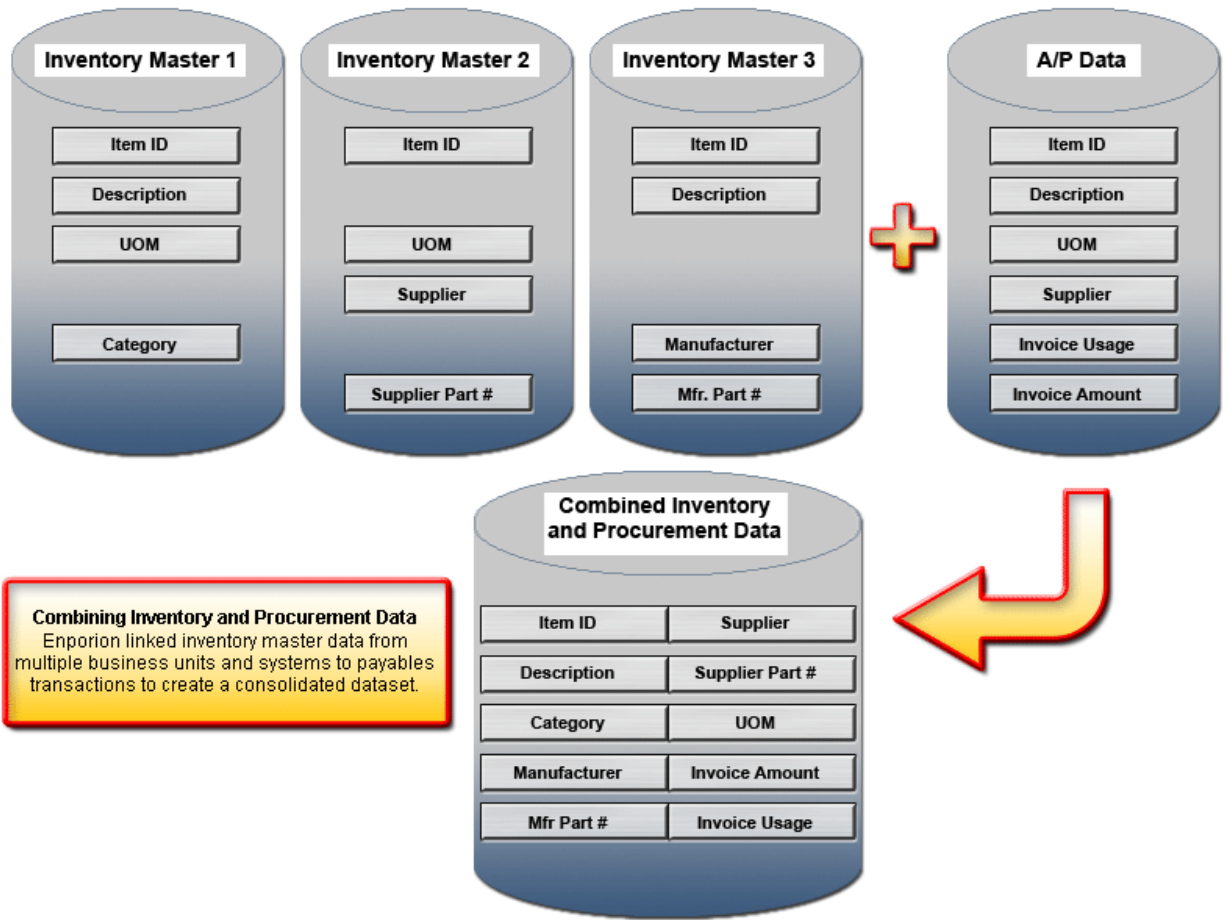 Inventory Master 1
Item ID
Description
UOM
Category
Inventory Master 2
Item ID
UOM
Supplier
Supplier Part #
Inventory Master 3
Item ID
Description
Manufacturer
Mfr. Part #
A/P Data
Item ID
Description
UOM
Supplier
Invoice Usage
Invoice Amount
Combining Inventory and Procurement Data
Enporion linked inventory master data from
multiple business units and systems to payables
transactions to create a consolidated dataset.
Combined Inventory
and Procurement Data
Item ID
Supplier
Description
Supplier Part #
Category
UOM
Manufacturer
Invoice Amount
Mfr Part #
Invoice Usage